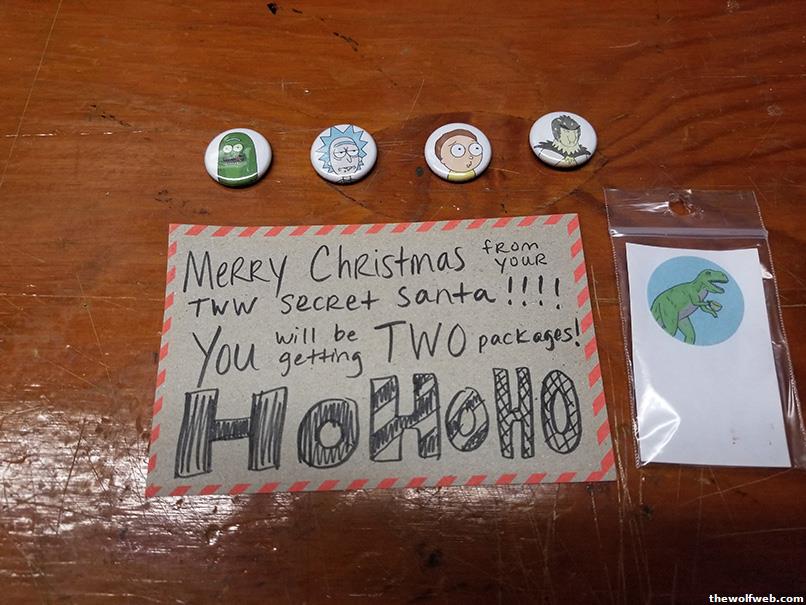 Merry Christmas from your
TWW secret santa!!!!
You will be getting TWO packages!
HoHoHo
thewolfweb.com